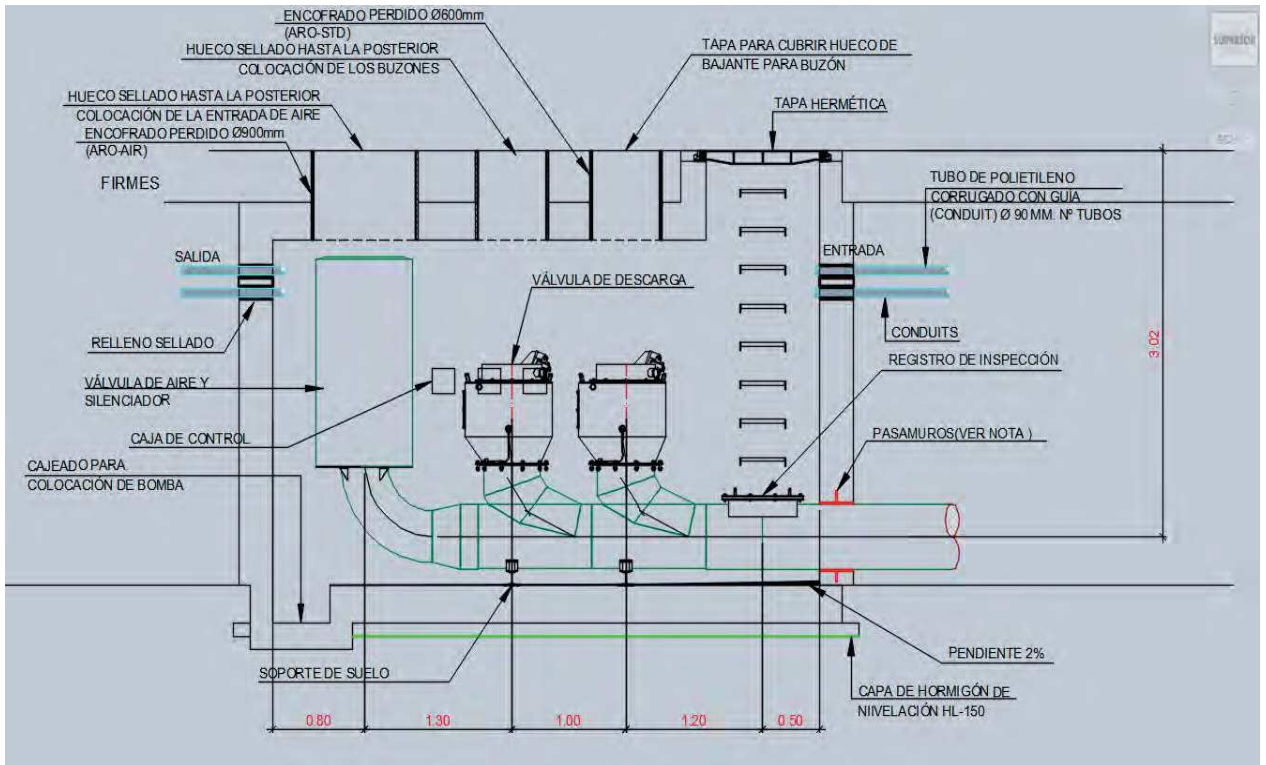 ENCOFRADO PERDIDO Ø600mm
(ARO-STD)
HUECO SELLADO HASTA LA POSTERIOR
COLOCACIÓN DE LOS BUZONES
TAPA PARA CUBRIR HUECO DE
BAJANTE PARA BUZÓN
SUPERIOR
HUECO SELLADO HASTA LA POSTERIOR
COLOCACIÓN DE LA ENTRADA DE AIRE
ENCOFRADO PERDIDO Ø900mm
(ARO-AIR)
TAPA HERMÉTICA
FIRMES
TUBO DE POLIETILENO
CORRUGADO CON GUÍA
(CONDUIT) Ø 90 MM. Nº TUBOS
SALIDA
ENTRADA
VÁLVULA DE DESCARGA
CONDUITS
RELLENO SELLADO
REGISTRO DE INSPECCIÓN
3.02
VÁLVULA DE AIRE Y
SILENCIADOR
CAJA DE CONTROL
PASAMUROS(VER NOTA )
CAJEADO PARA
COLOCACIÓN DE BOMBA
SOPORTE DE SUELO
PENDIENTE 2%
CAPA DE HORMIGÓN DE
NIIVELACIÓN HL-150
0.80
1.30
1.00
1.20
0.50